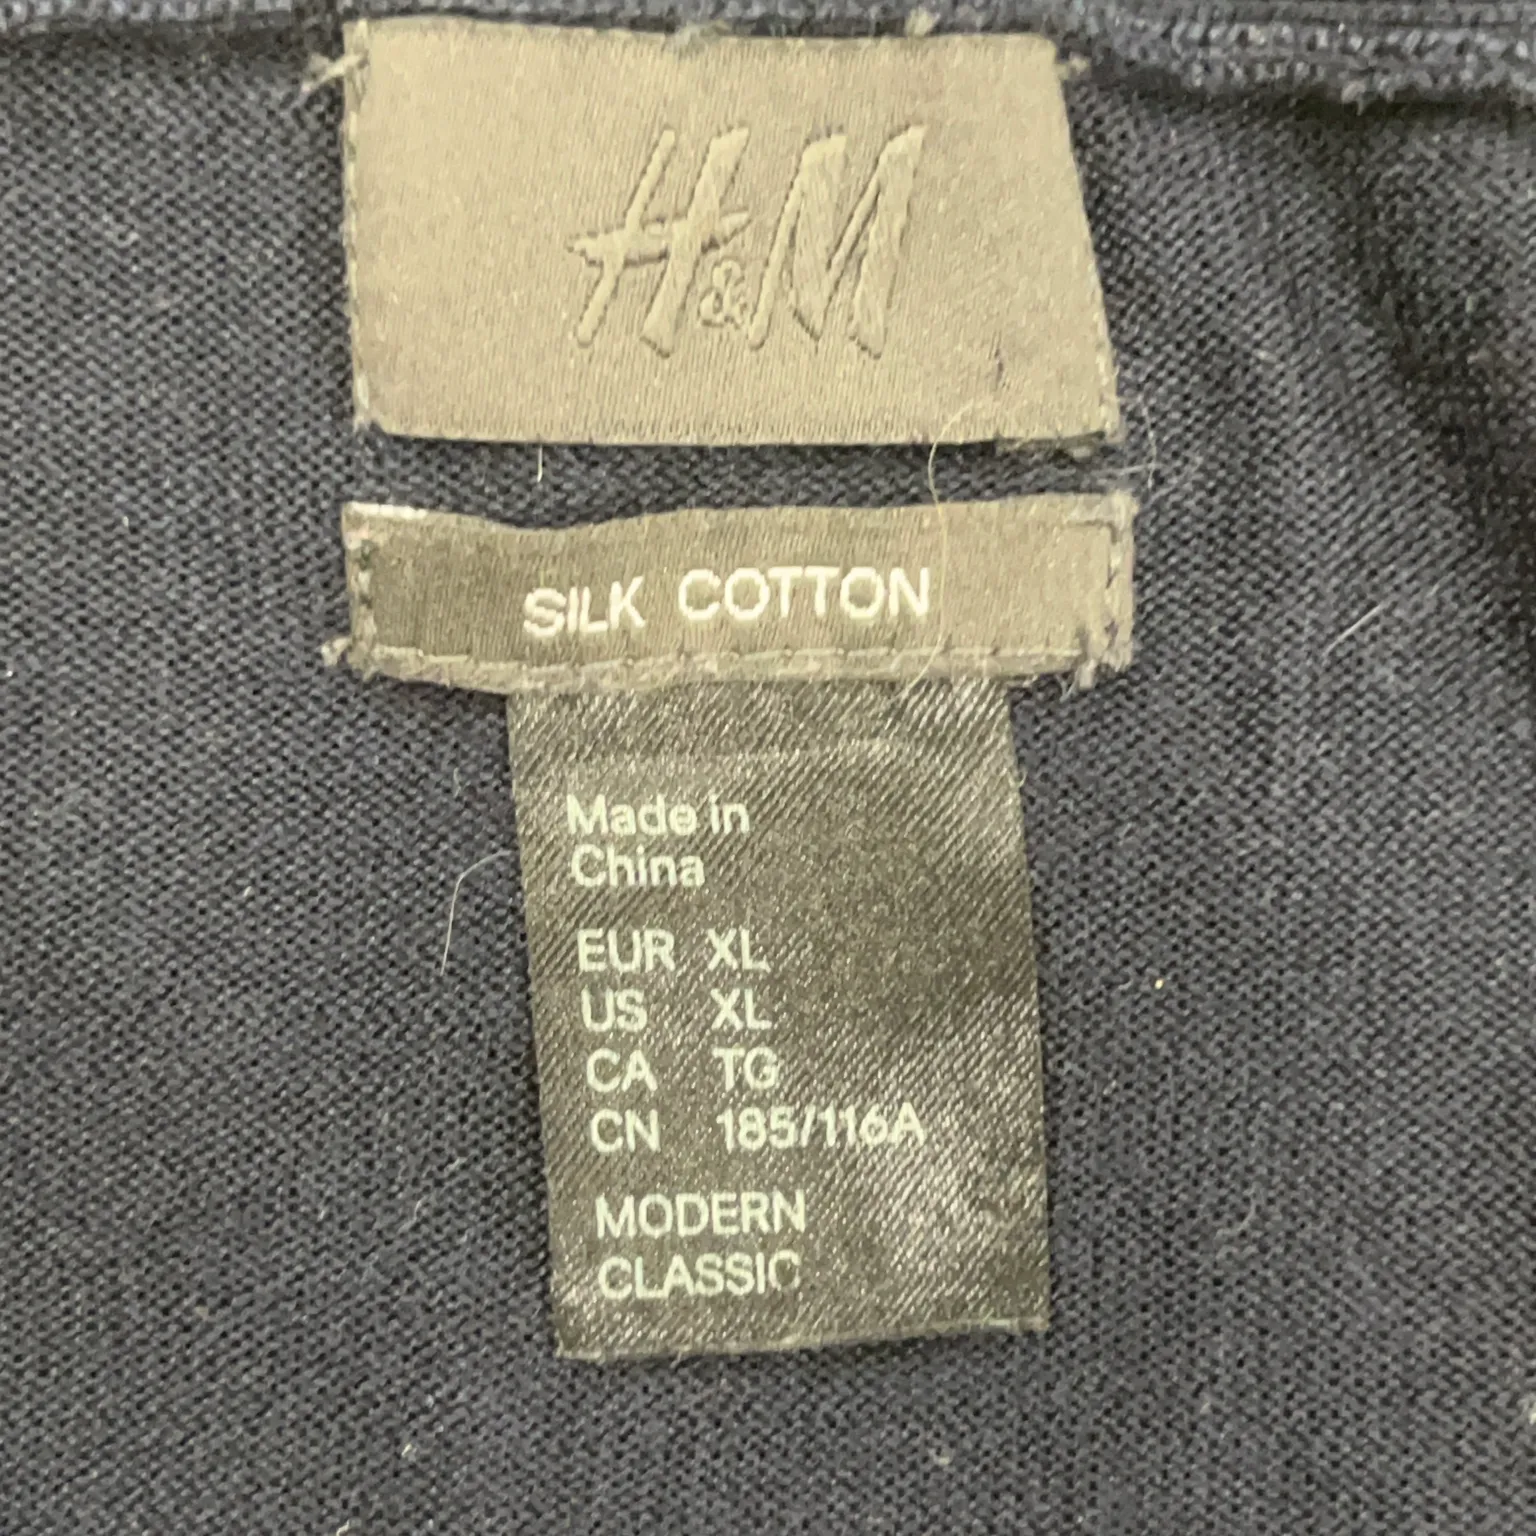 H&M
SILK COTTON
Made in
China
EUR XL
US XL
CA TG
CN 185/116A
MODERN
CLASSIC